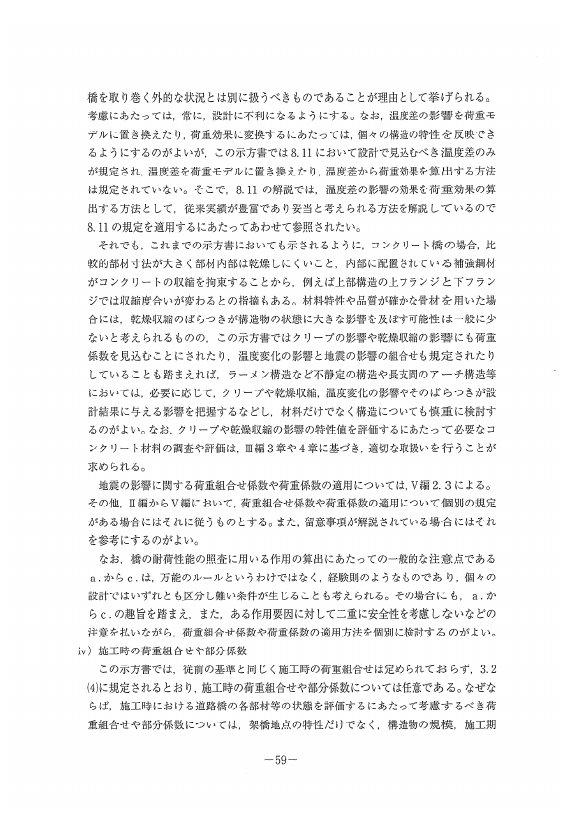 橋を取り巻く外的な状況とは別に扱うべきものであることが理由として挙げられる。
考慮にあたっては，常に，設計に不利になるようにする。なお，温度差の影響を荷重モ
デルに置き換えたり，荷重効果に変換するにあたっては，個々の構造の特性を反映でき
るようにするのがよいが，この示方書では8.11において設計で見込むべき温度差のみ
が規定され，温度差を荷重モデルに置き換えたり，温度差から荷重効果を算出する方法
は規定されていない。そこで，8.11の解説では，温度差の影響の効果を荷重効果の算
出する方法として，従来実績が豊富であり妥当と考えられる方法を解説しているので
8.11の規定を適用するにあたってあわせて参照されたい。
それでも，これまでの示方書においても示されるように，コンクリート橋の場合，比
較的部材寸法が大きく部材内部は乾燥しにくいこと，内部に配置されている補強鋼材
がコンクリートの収縮を拘束することから，例えば上部構造の上フランジと下フラン
ジでは収縮度合いが変わるとの指摘もある。材料特性や品質が確かな骨材を用いた場
合には，乾燥収縮のばらつきが構造物の状態に大きな影響を及ぼす可能性は一般に少
ないと考えられるものの，この示方書ではクリープの影響や乾燥収縮の影響にも荷重
係数を見込むことにされたり，温度変化の影響と地震の影響の組合せも規定されたり
していることも踏まえれば，ラーメン構造など不静定の構造や長支間のアーチ構造等
においては，必要に応じて，クリープや乾燥収縮，温度変化の影響やそのばらつきが設
計結果に与える影響を把握するなどし，材料だけでなく構造についても慎重に検討す
るのがよい。なお，クリープや乾燥収縮の影響の特性値を評価するにあたって必要なコ
ンクリート材料の調査や評価は，Ⅲ編3章や4章に基づき，適切な取扱いを行うことが
求められる。
地震の影響に関する荷重組合せ係数や荷重係数の適用については，Ⅴ編2.3による。
その他，Ⅱ編からⅤ編において，荷重組合せ係数や荷重係数の適用について個別の規定
がある場合にはそれに従うものとする。また，留意事項が解説されている場合にはそれ
を参考にするのがよい。
なお，橋の耐荷性能の照査に用いる作用の算出にあたっての一般的な注意点である
a.からc.は，万能のルールというわけではなく，経験則のようなものであり，個々の
設計ではいずれとも区分し難い条件が生じることも考えられる。その場合にも，a.か
らc.の趣旨を踏まえ，また，ある作用要因に対して二重に安全性を考慮しないなどの
注意を払いながら，荷重組合せ係数や荷重係数の適用方法を個別に検討するのがよい。
ⅳ）施工時の荷重組合せや部分係数
この示方書では，従前の基準と同じく施工時の荷重組合せは定められておらず，3.2
(4)に規定されるとおり，施工時の荷重組合せや部分係数については任意である。なぜな
らば，施工時における道路橋の各部材等の状態を評価するにあたって考慮するべき荷
重組合せや部分係数については，架橋地点の特性だけでなく，構造物の規模，施工期
―59―